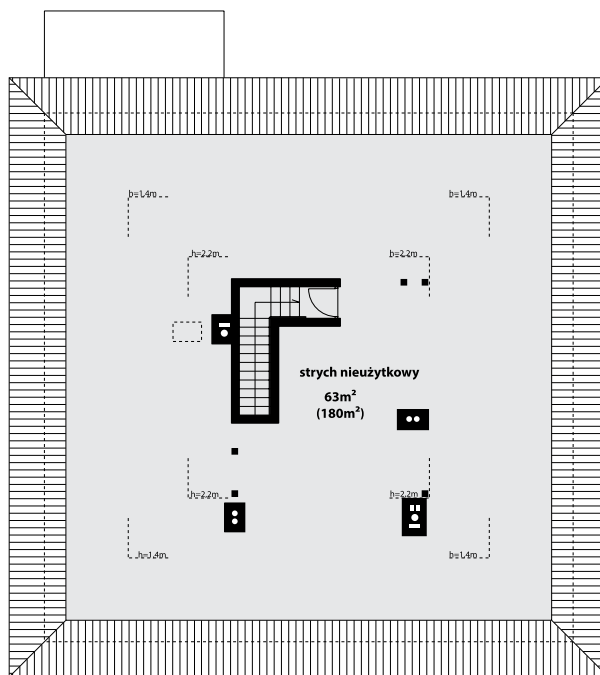 h=1.4m
h=1.4m
h=2.2m
h=2.2m
strych nieużytkowy
63m²
(180m²)
h=2.2m
h=2.2m
h=1.4m
h=1.4m